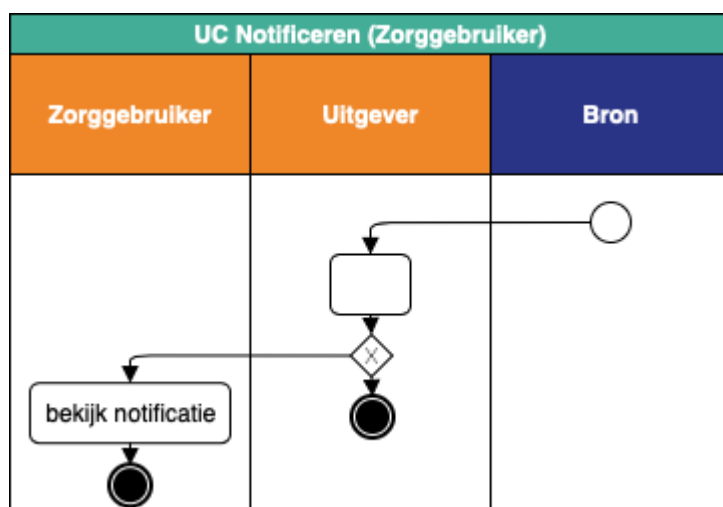 UC Notificeren (Zorggebruiker)
Zorggebruiker
Uitgever
Bron
X
bekijk notificatie